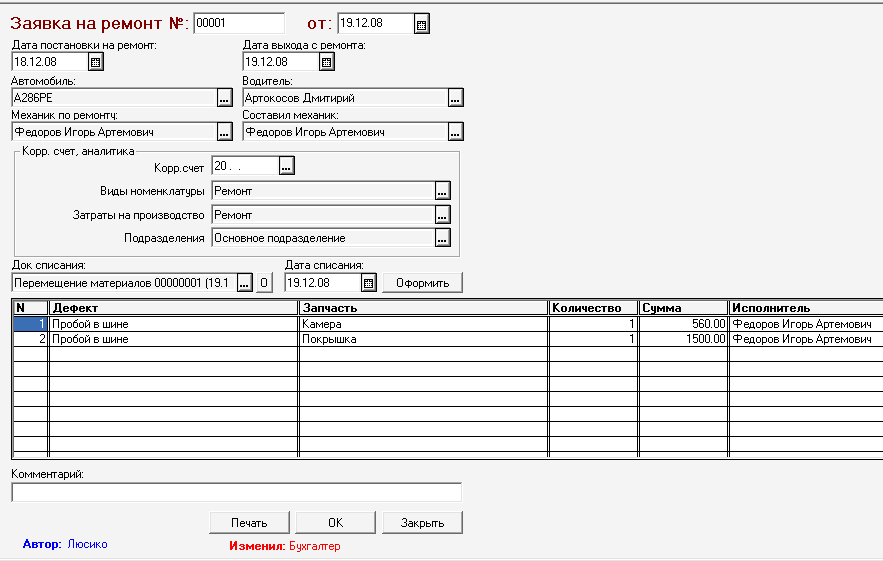 Заявка на ремонт №: 00001 от: 19.12.08
Дата постановки на ремонт: Дата выхода с ремонта:
18.12.08 19.12.08
Автомобиль: Водитель:
А286РЕ ... Артокосов Дмитирий ...
Механик по ремонту: Составил механик:
Федоров Игорь Артемович ... Федоров Игорь Артемович ...
Корр. счет, аналитика
Корр.счет 20 . . ...
Виды номенклатуры Ремонт ...
Затраты на производство Ремонт ...
Подразделения Основное подразделение ...
Док списания: Дата списания:
Перемещение материалов 00000001 (19.1 ... О 19.12.08 Оформить
N Дефект Запчасть Количество Сумма Исполнитель
1 Пробой в шине Камера 1 560.00 Федоров Игорь Артемович
2 Пробой в шине Покрышка 1 1500.00 Федоров Игорь Артемович
Комментарий:
Печать OK Закрыть
Автор: Люсико Измения: Бухгалтер